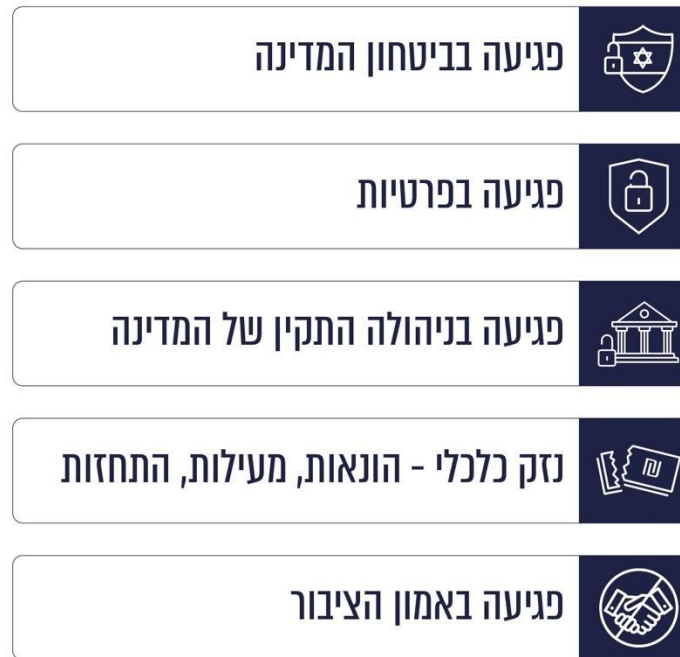 פגיעה בביטחון המדינה
פגיעה בפרטיות
פגיעה בניהולה התקין של המדינה
נזק כלכלי - הונאות, מעילות, התחזות
פגיעה באמון הציבור